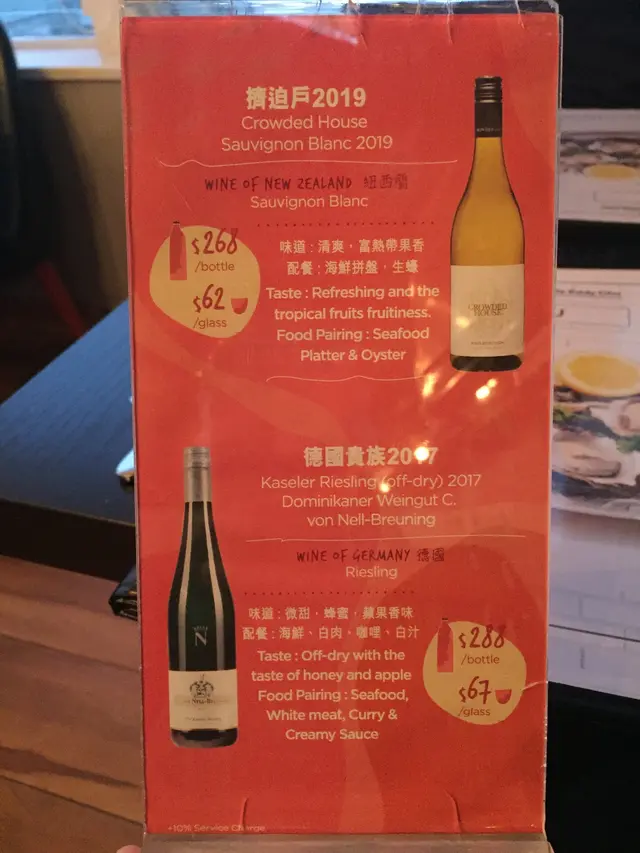 擠迫戶2019
Crowded House
Sauvignon Blanc 2019
WINE OF NEW ZEALAND 紐西蘭
Sauvignon Blanc
$268
/bottle
$62
/glass
味道：清爽，富熱帶果香
配餐：海鮮拼盤，生蠔
Taste : Refreshing and the
tropical fruits fruitiness.
Food Pairing : Seafood
Platter & Oyster
CROWDED
HOUSE
德國貴族2017
Kaseler Riesling (off-dry) 2017
Dominikaner Weingut C.
von Nell-Breuning
WINE OF GERMANY 德國
Riesling
味道：微甜，蜂蜜，蘋果香味
配餐：海鮮、白肉，咖喱、白汁
Taste : Off-dry with the
taste of honey and apple
Food Pairing : Seafood,
White meat, Curry &
Creamy Sauce
$288
/bottle
$67
/glass
N
+10% Service Charge